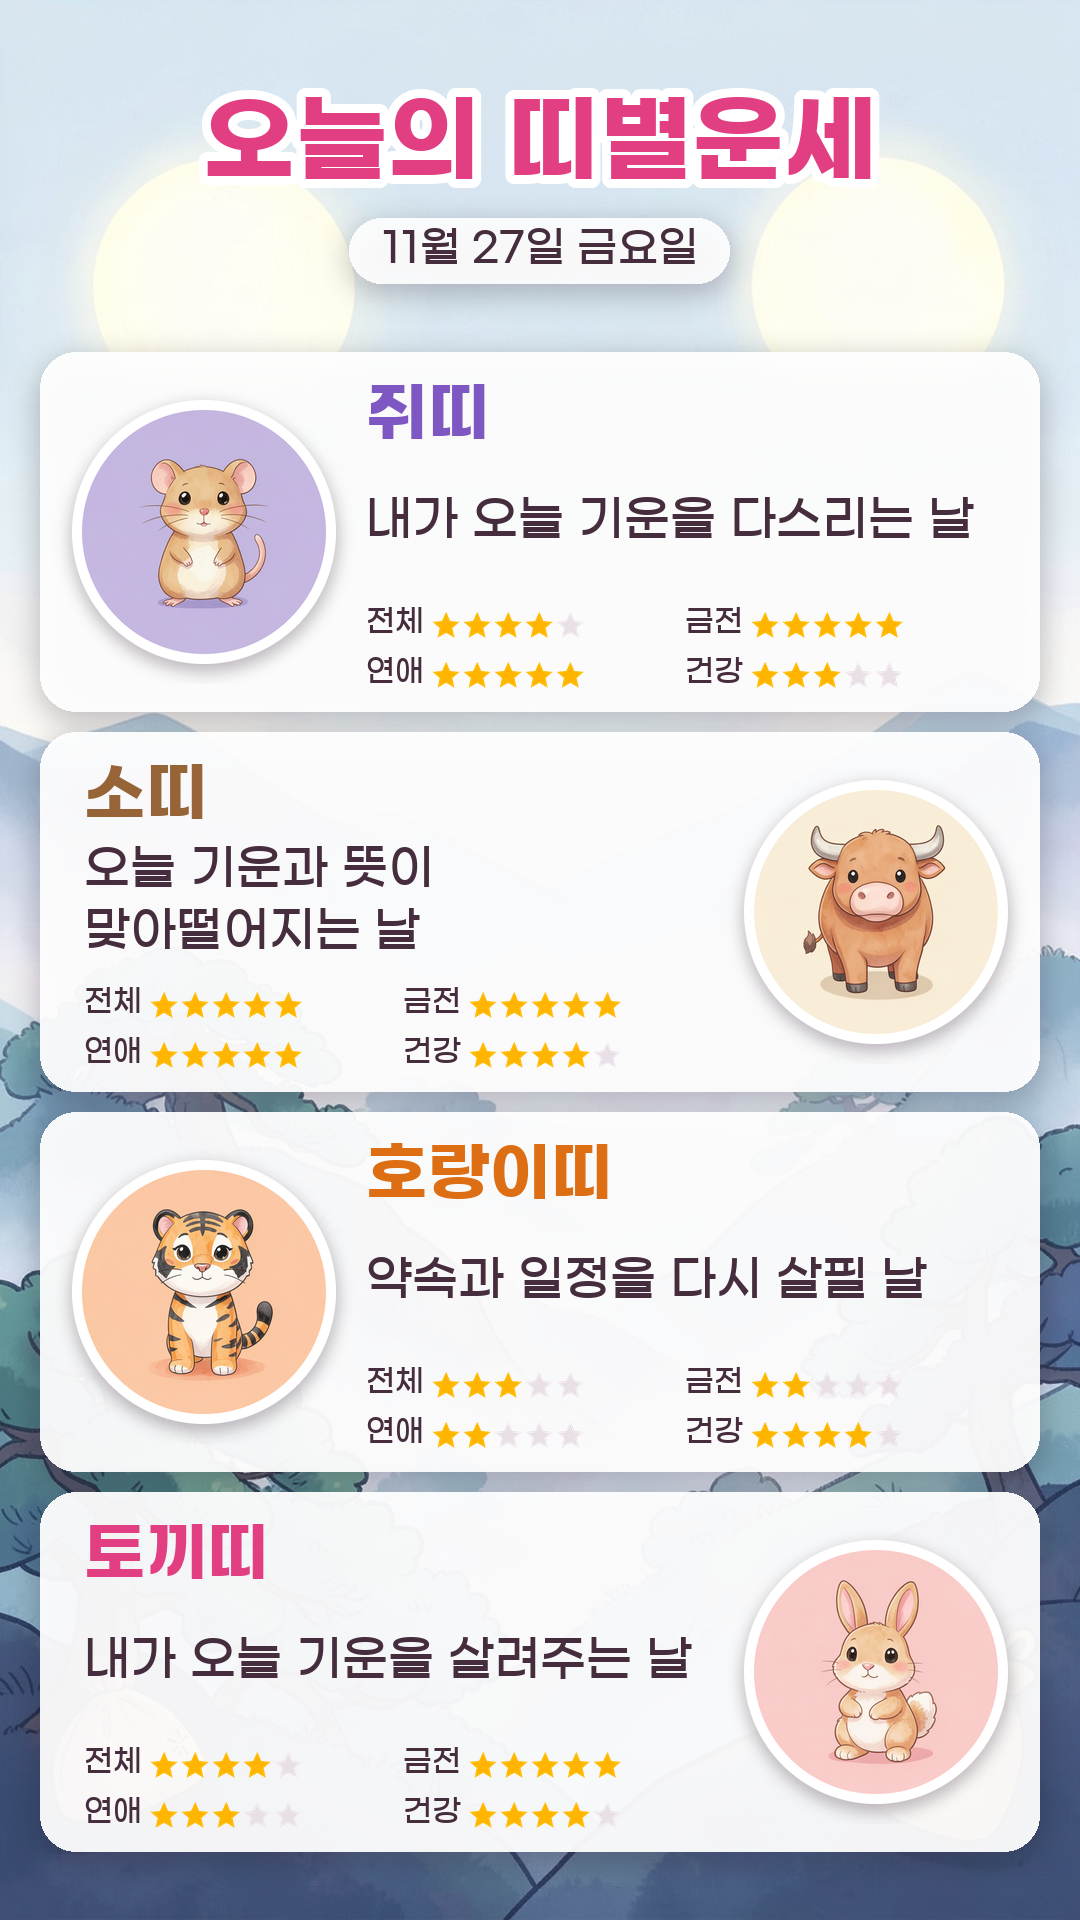 오늘의 띠별운세
11월 27일 금요일
쥐띠
내가 오늘 기운을 다스리는 날
전체 ★★★★☆ 금전 ★★★★★
연애 ★★★★★ 건강 ★★★☆☆
소띠
오늘 기운과 뜻이
맞아떨어지는 날
전체 ★★★★★ 금전 ★★★★★
연애 ★★★★★ 건강 ★★★★☆
호랑이띠
약속과 일정을 다시 살필 날
전체 ★★★☆☆ 금전 ★★☆☆☆
연애 ★★☆☆☆ 건강 ★★★★☆
토끼띠
내가 오늘 기운을 살려주는 날
전체 ★★★★☆ 금전 ★★★★★
연애 ★★★☆☆ 건강 ★★★★☆